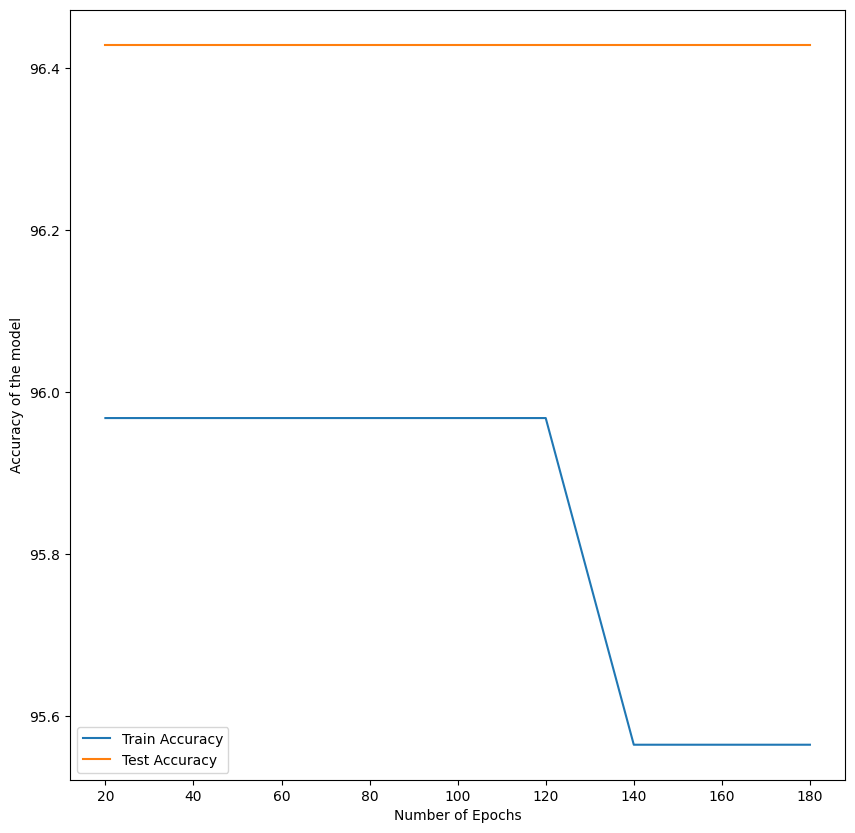 96.4
96.2
96.0
95.8
95.6
Accuracy of the model
Train Accuracy
Test Accuracy
20 40 60 80 100 120 140 160 180
Number of Epochs